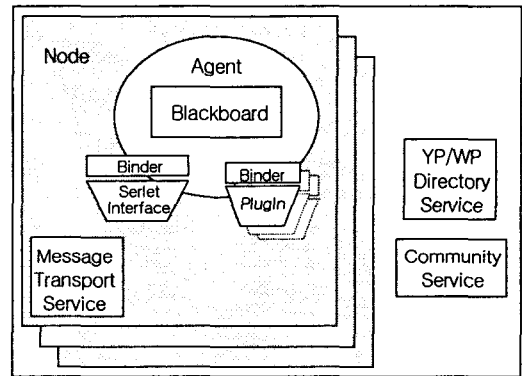 Node
Agent
Blackboard
Binder
Serlet
Interface
Binder
PlugIn
Message
Transport
Service
YP/WP
Directory
Service
Community
Service